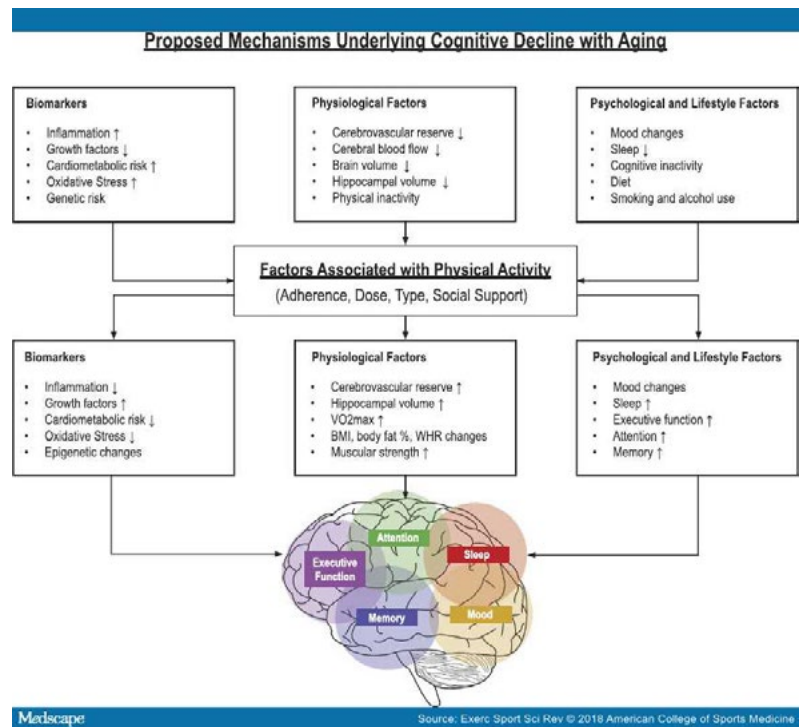 Proposed Mechanisms Underlying Cognitive Decline with Aging
Biomarkers
• Inflammation ↑
• Growth factors ↓
• Cardiometabolic risk ↑
• Oxidative Stress ↑
• Genetic risk
Physiological Factors
• Cerebrovascular reserve ↓
• Cerebral blood flow ↓
• Brain volume ↓
• Hippocampal volume ↓
• Physical inactivity
Psychological and Lifestyle Factors
• Mood changes
• Sleep ↓
• Cognitive inactivity
• Diet
• Smoking and alcohol use
Factors Associated with Physical Activity
(Adherence, Dose, Type, Social Support)
Biomarkers
• Inflammation ↓
• Growth factors ↑
• Cardiometabolic risk ↓
• Oxidative Stress ↓
• Epigenetic changes
Physiological Factors
• Cerebrovascular reserve ↑
• Hippocampal volume ↑
• VO2max ↑
• BMI, body fat %, WHR changes
• Muscular strength ↑
Psychological and Lifestyle Factors
• Mood changes
• Sleep ↑
• Executive function ↑
• Attention ↑
• Memory ↑
Attention
Sleep
Executive
Function
Memory
Mood
Medscape
Source: Exerc Sport Sci Rev © 2018 American College of Sports Medicine